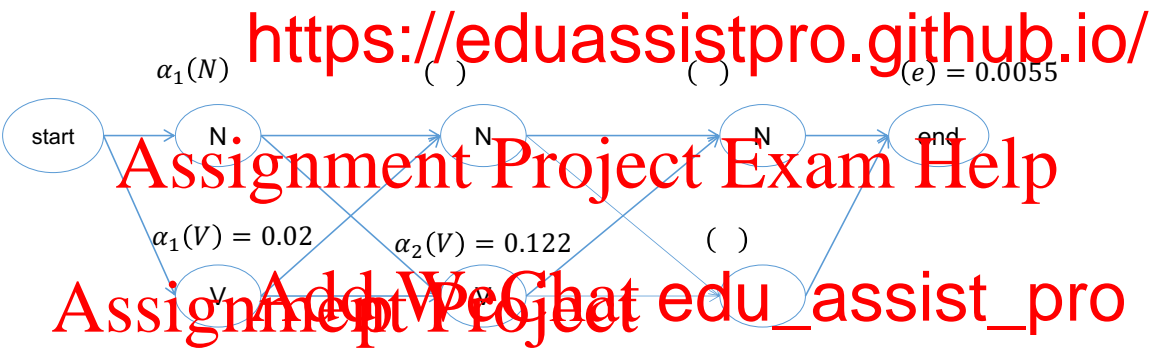 https://eduassistpro.github.io/
α₁(N) ( ) ( ) (e) = 0.0055
start N N N end
Assignment Project Exam Help
α₁(V) = 0.02 α₂(V) = 0.122 ( )
V V
Assignment Project Add WeChat edu_assist_pro